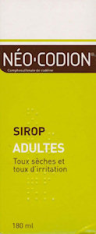 NÉO-CODION
SIROP
ADULTES
Toux sèches et
toux d'irritation
180 ml